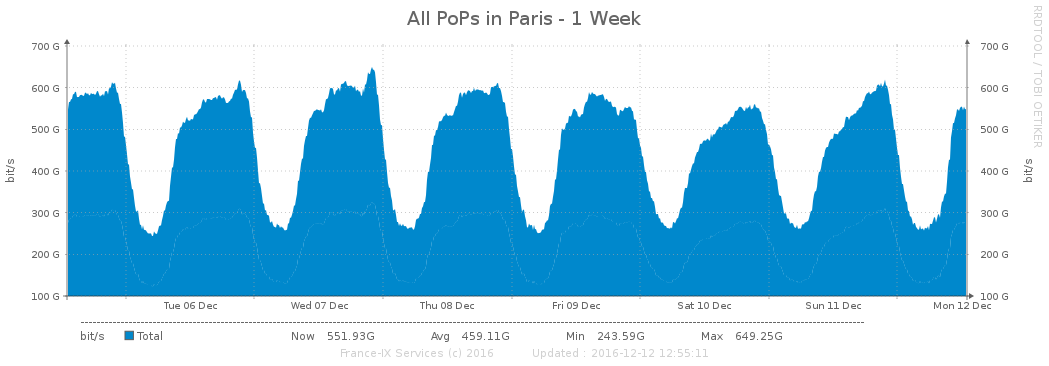 All PoPs in Paris - 1 Week
RRDTOOL / TOBI OETIKER
bit/s
700 G
600 G
500 G
400 G
300 G
200 G
100 G
700 G
600 G
500 G
400 G
300 G
200 G
100 G
bit/s
Tue 06 Dec Wed 07 Dec Thu 08 Dec Fri 09 Dec Sat 10 Dec Sun 11 Dec Mon 12 Dec
bit/s Total Now 551.93G Avg 459.11G Min 243.59G Max 649.25G
France-IX Services (c) 2016 Updated : 2016-12-12 12:55:11